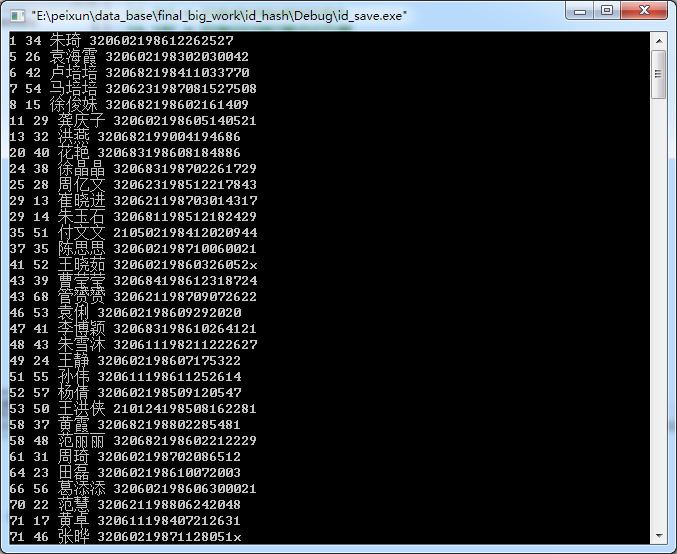 "E:\peixun\data_base\final_big_work\id_hash\Debug\id_save.exe"
1 34 朱琦 320602198612262527
5 26 袁海霞 320602198302030042
6 42 卢培培 320682198411033770
7 54 马培培 3206231987081527508
8 15 徐俊妹 320682198602161409
11 29 龚庆子 320602198605140521
13 32 洪燕 320682199004194686
20 40 花艳 320683198608184886
24 38 徐晶晶 320683198702261729
25 28 周亿文 320623198512217843
29 13 崔晓进 320621198703014317
29 14 朱玉石 320681198512182429
35 51 付文文 210502198412020944
37 35 陈思思 320602198710060021
41 52 王晓茹 32060219860326052x
43 39 曹莹莹 320684198612318724
43 68 管赟赟 320621198709072622
46 53 袁俐 320602198609292020
47 41 李博颖 320683198610264121
48 43 朱雪沐 320611198211222627
49 24 王静 320602198607175322
51 55 孙伟 320611198611252614
52 57 杨倩 320602198509120547
53 50 王洪侠 210124198508162281
58 37 黄霞 320682198802285481
58 48 范丽丽 320682198602212229
61 31 周琦 320602198702086512
64 23 田磊 320602198610072003
66 56 葛添添 320602198606300021
70 22 范慧 320621198806242048
71 17 黄卓 320611198407212631
71 46 张晔 32060219871128051x